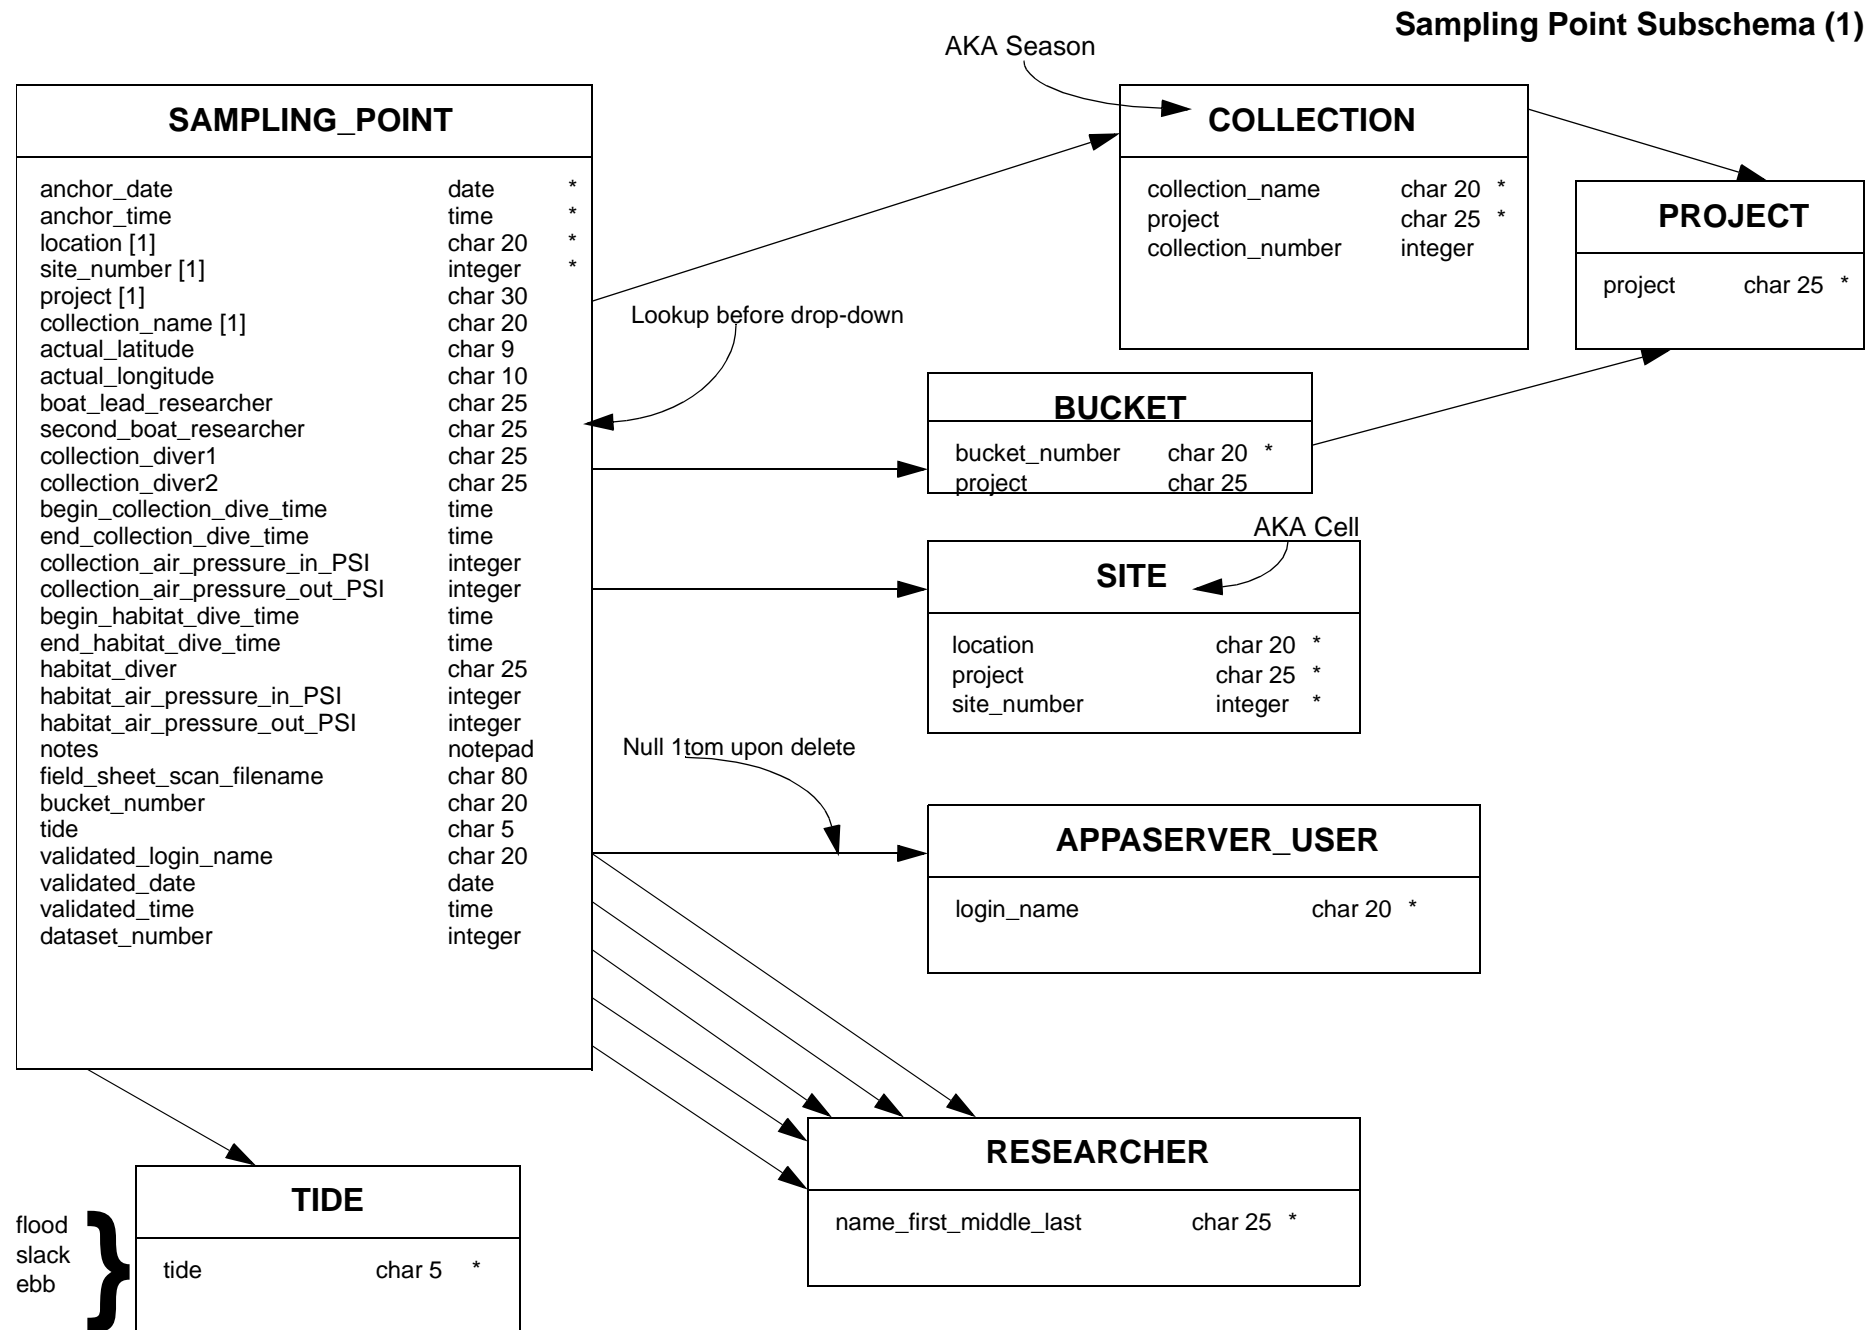 Sampling Point Subschema (1)
AKA Season
SAMPLING_POINT
anchor_date date *
anchor_time time *
location [1] char 20 *
site_number [1] integer *
project [1] char 30
collection_name [1] char 20
actual_latitude char 9
actual_longitude char 10
boat_lead_researcher char 25
second_boat_researcher char 25
collection_diver1 char 25
collection_diver2 char 25
begin_collection_dive_time time
end_collection_dive_time time
collection_air_pressure_in_PSI integer
collection_air_pressure_out_PSI integer
begin_habitat_dive_time time
end_habitat_dive_time time
habitat_diver char 25
habitat_air_pressure_in_PSI integer
habitat_air_pressure_out_PSI integer
notes notepad
field_sheet_scan_filename char 80
bucket_number char 20
tide char 5
validated_login_name char 20
validated_date date
validated_time time
dataset_number integer
COLLECTION
collection_name char 20 *
project char 25 *
collection_number integer
PROJECT
project char 25 *
Lookup before drop-down
BUCKET
bucket_number char 20 *
project char 25
AKA Cell
SITE
location char 20 *
project char 25 *
site_number integer *
Null 1tom upon delete
APPASERVER_USER
login_name char 20 *
RESEARCHER
name_first_middle_last char 25 *
TIDE
tide char 5 *
flood
slack
ebb
}